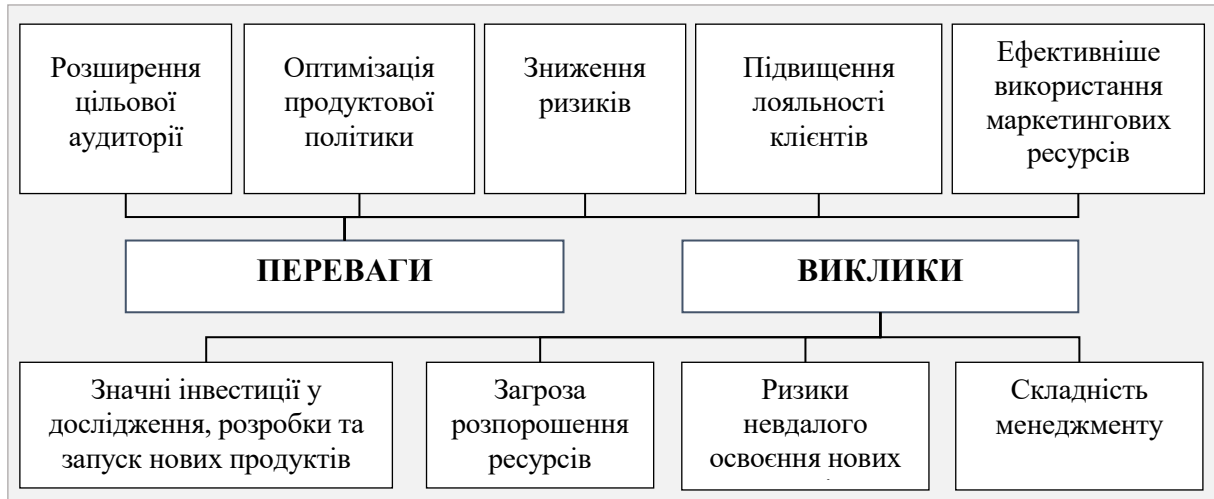 Розширення
цільової
аудиторії
Оптимізація
продуктової
політики
Зниження
ризиків
Підвищення
лояльності
клієнтів
Ефективніше
використання
маркетингових
ресурсів
ПЕРЕВАГИ
ВИКЛИКИ
Значні інвестиції у
дослідження, розробки та
запуск нових продуктів
Загроза
розпорошення
ресурсів
Ризики
невдалого
освоєння нових
Складність
менеджменту